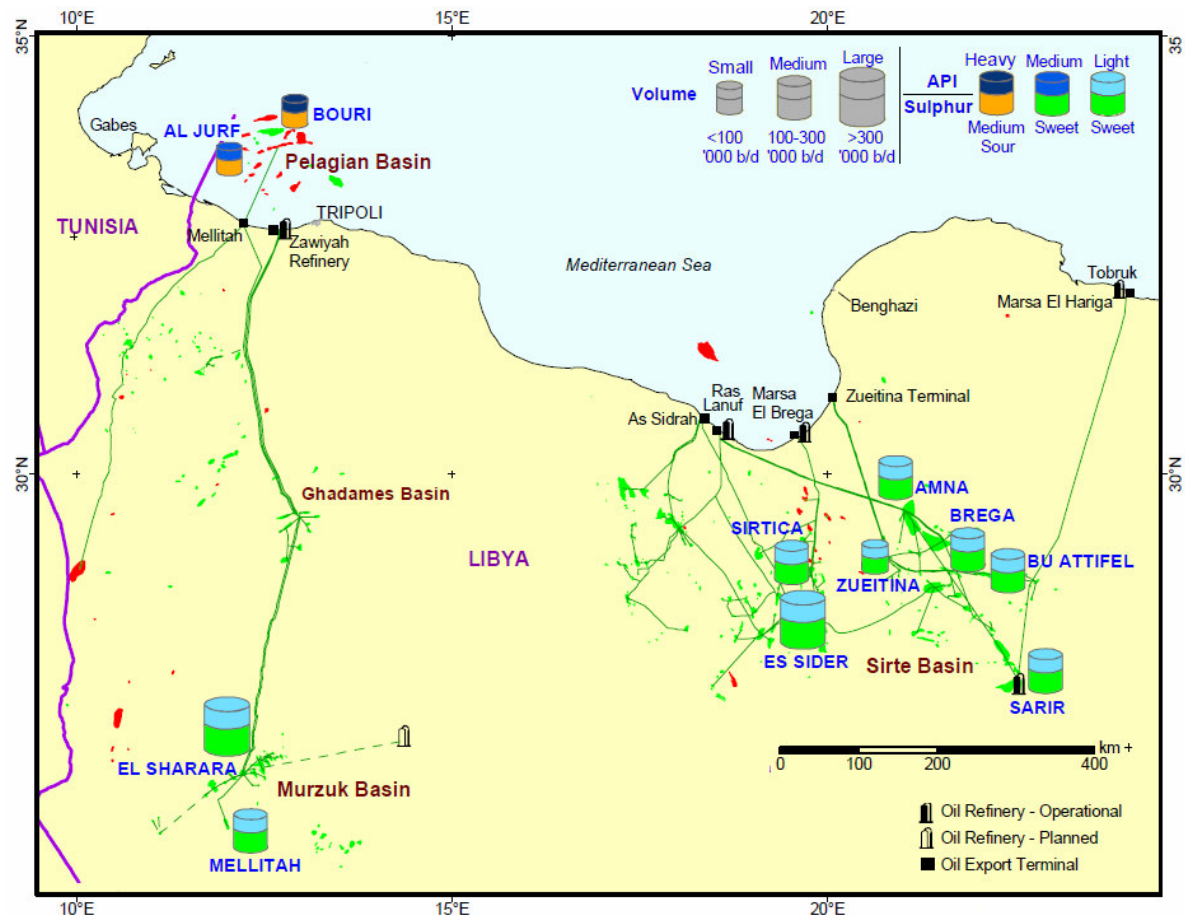 10°E
15°E
20°E
35°N
35
Small
Medium
Large
Volume
<100
'000 b/d
100-300
'000 b/d
>300
'000 b/d
Heavy
Medium
Light
API
Sulphur
Medium
Sour
Sweet
Sweet
Gabes
AL JURF
BOURI
Pelagian Basin
TUNISIA
TRIPOLI
Mellitah
Zawiyah
Refinery
Mediterranean Sea
Tobruk
Marsa El Hariga
Benghazi
Ras
Lanuf
Marsa
El Brega
Zueitina Terminal
As Sidrah
30°N
30°N
Ghadames Basin
LIBYA
AMNA
BREGA
SIRTICA
ZUEITINA
BU ATTIFEL
ES SIDER
Sirte Basin
SARIR
EL SHARARA
Murzuk Basin
MELLITAH
km
0
100
200
400
Oil Refinery - Operational
Oil Refinery - Planned
Oil Export Terminal
10°E
15°E
20°E